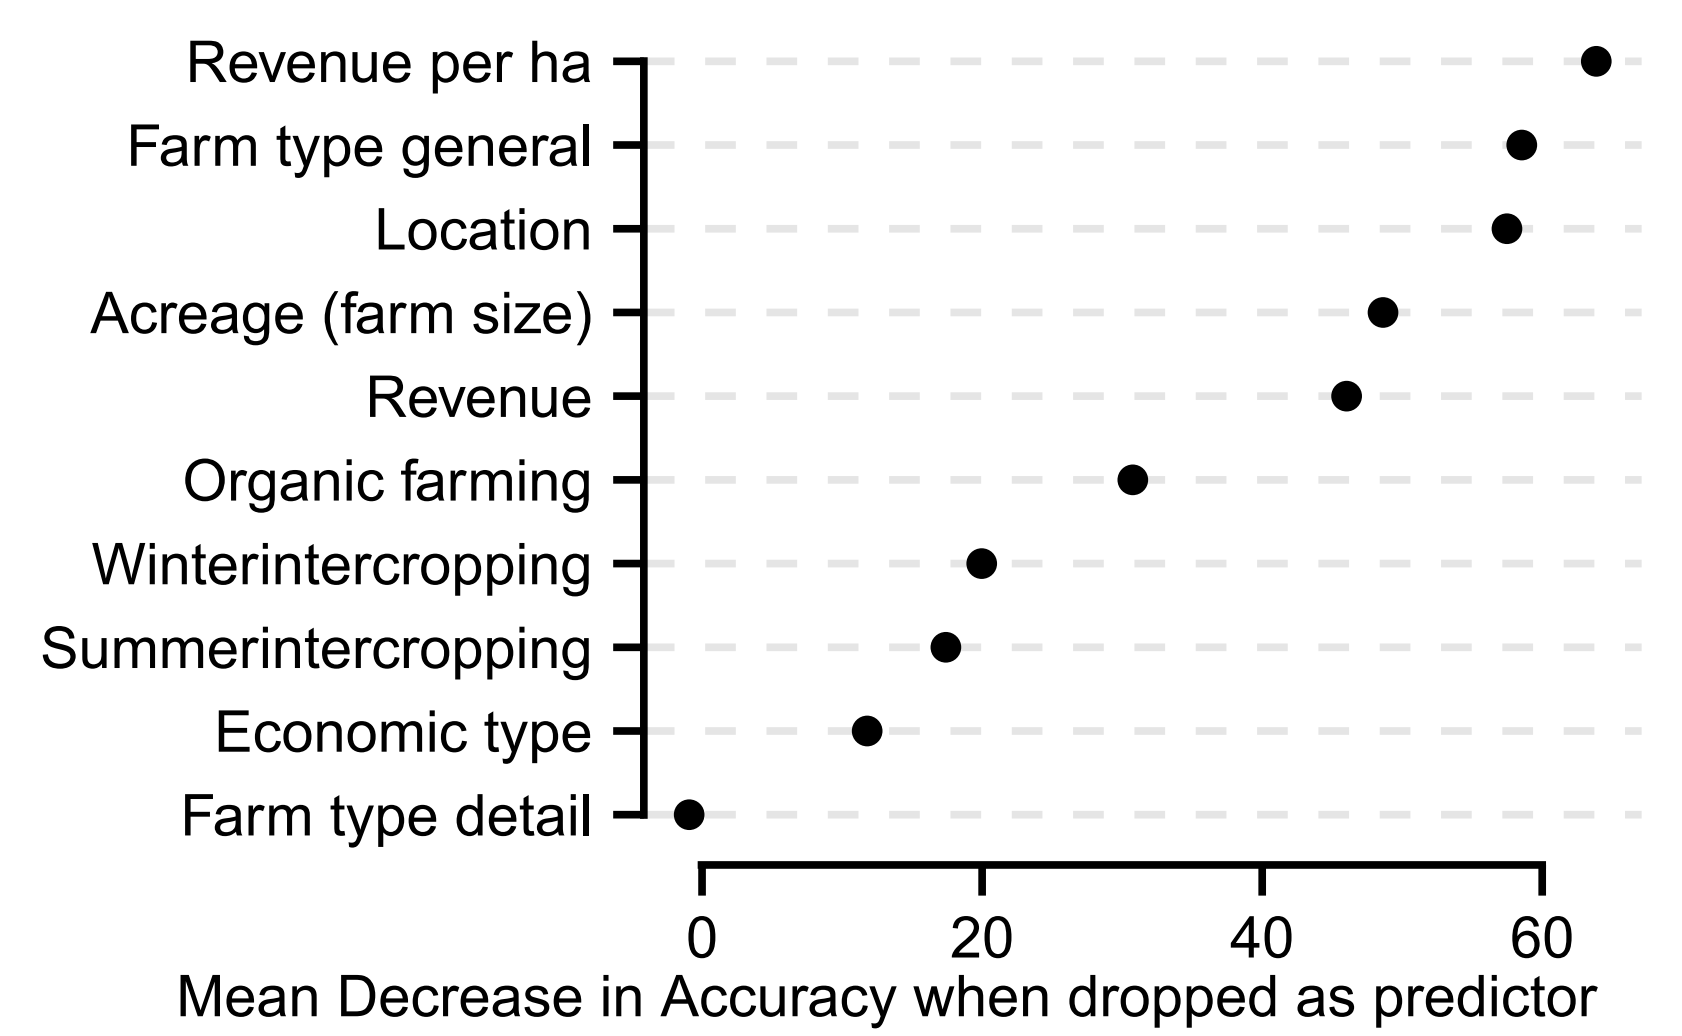 Revenue per ha
Farm type general
Location
Acreage (farm size)
Revenue
Organic farming
Winterintercropping
Summerintercropping
Economic type
Farm type detail
0 20 40 60
Mean Decrease in Accuracy when dropped as predictor